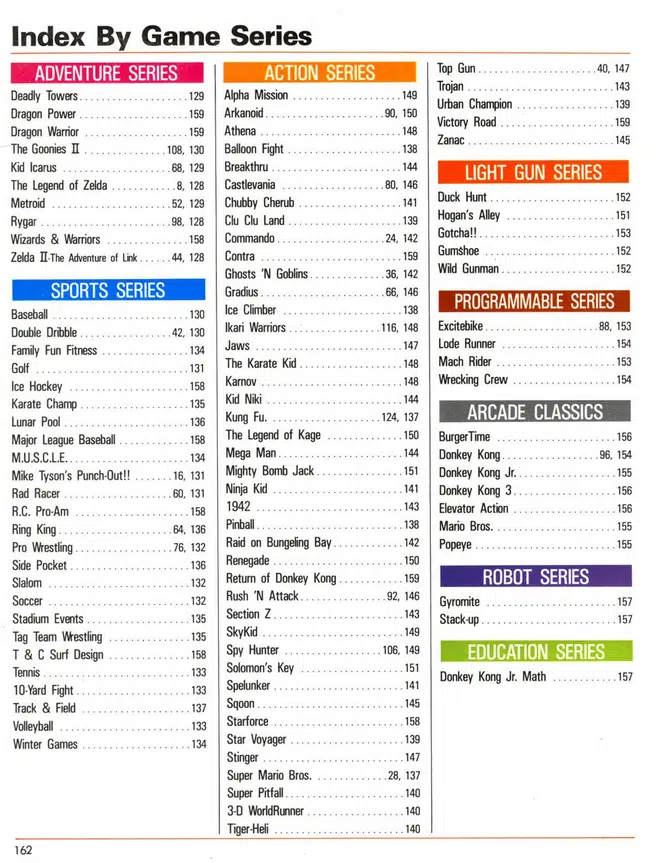 Index By Game Series
ADVENTURE SERIES
Deadly Towers....................129
Dragon Power....................159
Dragon Warrior ...................159
The Goonies II ...............108, 130
Kid Icarus ....................68, 129
The Legend of Zelda ............8, 128
Metroid .....................52, 129
Rygar........................98, 128
Wizards & Warriors ...............158
Zelda II-The Adventure of Link......44, 128
SPORTS SERIES
Baseball .........................130
Double Dribble.................42, 130
Family Fun Fitness ................134
Golf ............................131
Ice Hockey ......................158
Karate Champ....................135
Lunar Pool.......................136
Major League Baseball .............158
M.U.S.C.L.E.......................134
Mike Tyson's Punch-Out!! .......16, 131
Rad Racer ....................60, 131
R.C. Pro-Am .....................158
Ring King.....................64, 136
Pro Wrestling..................76, 132
Side Pocket......................136
Slalom ..........................132
Soccer ..........................132
Stadium Events...................135
Tag Team Wrestling ...............135
T & C Surf Design ................158
Tennis...........................133
10-Yard Fight.....................133
Track & Field ....................137
Volleyball ........................133
Winter Games ....................134
ACTION SERIES
Alpha Mission ....................149
Arkanoid......................90, 150
Athena ..........................148
Balloon Fight .....................138
Breakthru ........................144
Castlevania ...................80, 146
Chubby Cherub ...................141
Clu Clu Land .....................139
Commando....................24, 142
Contra ..........................159
Ghosts 'N Goblins..............36, 142
Gradius.......................66, 146
Ice Climber ......................138
Ikari Warriors .................116, 148
Jaws ...........................147
The Karate Kid...................148
Karnov ..........................148
Kid Niki .........................144
Kung Fu. ....................124, 137
The Legend of Kage ..............150
Mega Man.......................144
Mighty Bomb Jack................151
Ninja Kid ........................141
1942 ...........................143
Pinball...........................138
Raid on Bungeling Bay.............142
Renegade ........................150
Return of Donkey Kong............159
Rush 'N Attack................92, 146
Section Z........................143
SkyKid ..........................149
Spy Hunter ..................106, 149
Solomon's Key ...................151
Spelunker ........................141
Sqoon...........................145
Starforce ........................158
Star Voyager .....................139
Stinger ..........................147
Super Mario Bros. .............28, 137
Super Pitfall......................140
3-D WorldRunner..................140
Tiger-Heli ........................140
Top Gun......................40, 147
Trojan ...........................143
Urban Champion ..................139
Victory Road .....................159
Zanac...........................145
LIGHT GUN SERIES
Duck Hunt.......................152
Hogan's Alley ....................151
Gotcha!!.........................153
Gumshoe ........................152
Wild Gunman.....................152
PROGRAMMABLE SERIES
Excitebike.....................88, 153
Lode Runner .....................154
Mach Rider ......................153
Wrecking Crew ...................154
ARCADE CLASSICS
BurgerTime ......................156
Donkey Kong..................96, 154
Donkey Kong Jr...................155
Donkey Kong 3...................156
Elevator Action ...................156
Mario Bros.......................155
Popeye ..........................155
ROBOT SERIES
Gyromite ........................157
Stack-up.........................157
EDUCATION SERIES
Donkey Kong Jr. Math ............157
162